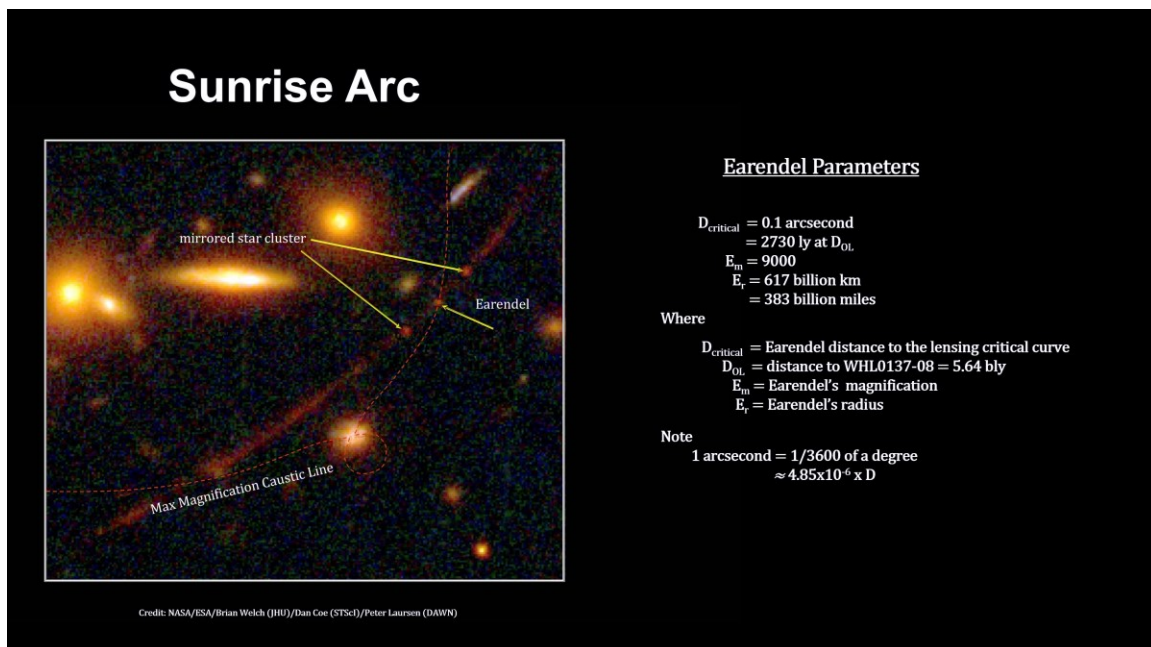 Sunrise Arc
mirrored star cluster
Earendel
Max Magnification Caustic Line
Credit: NASA/ESA/Brian Welch (JHU)/Dan Coe (STScI)/Peter Laursen (DAWN)
Earendel Parameters
Dcritical = 0.1 arcsecond
= 2730 ly at DOL
Em = 9000
Er = 617 billion km
= 383 billion miles
Where
Dcritical = Earendel distance to the lensing critical curve
DOL = distance to WHL0137-08 = 5.64 bly
Em = Earendel's magnification
Er = Earendel's radius
Note
1 arcsecond = 1/3600 of a degree
≈ 4.85x10⁻⁶ x D